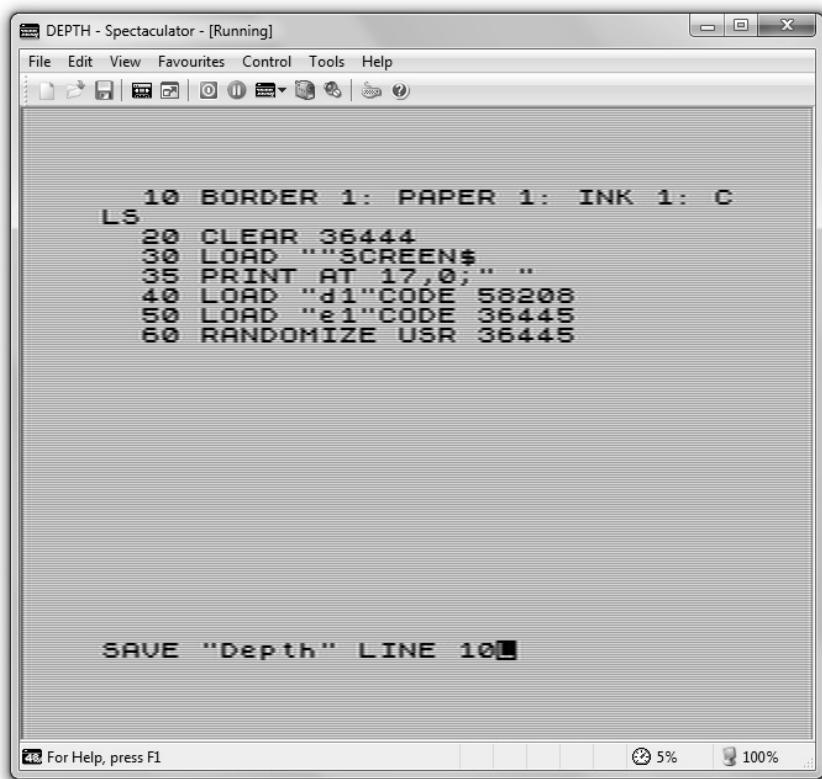 DEPTH - Spectaculator - [Running]
File Edit View Favourites Control Tools Help
10 BORDER 1: PAPER 1: INK 1: C
LS
20 CLEAR 36444
30 LOAD ""SCREEN$
35 PRINT AT 17,0;" "
40 LOAD "d1"CODE 58208
50 LOAD "e1"CODE 36445
60 RANDOMIZE USR 36445
SAVE "Depth" LINE 10L
48 For Help, press F1 5% 100%